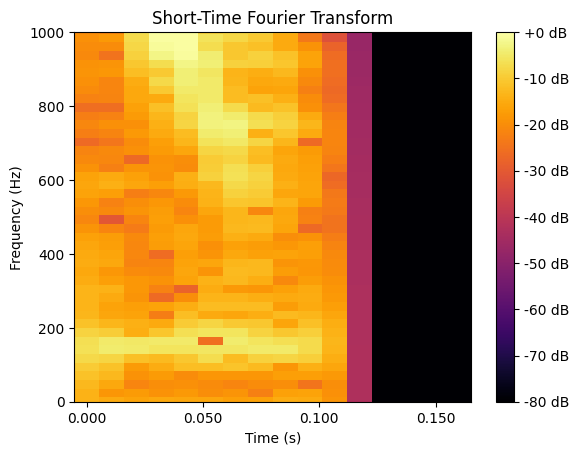 Short-Time Fourier Transform
1000
800
600
400
200
0
Frequency (Hz)
0.000
0.050
0.100
0.150
Time (s)
+0 dB
-10 dB
-20 dB
-30 dB
-40 dB
-50 dB
-60 dB
-70 dB
-80 dB